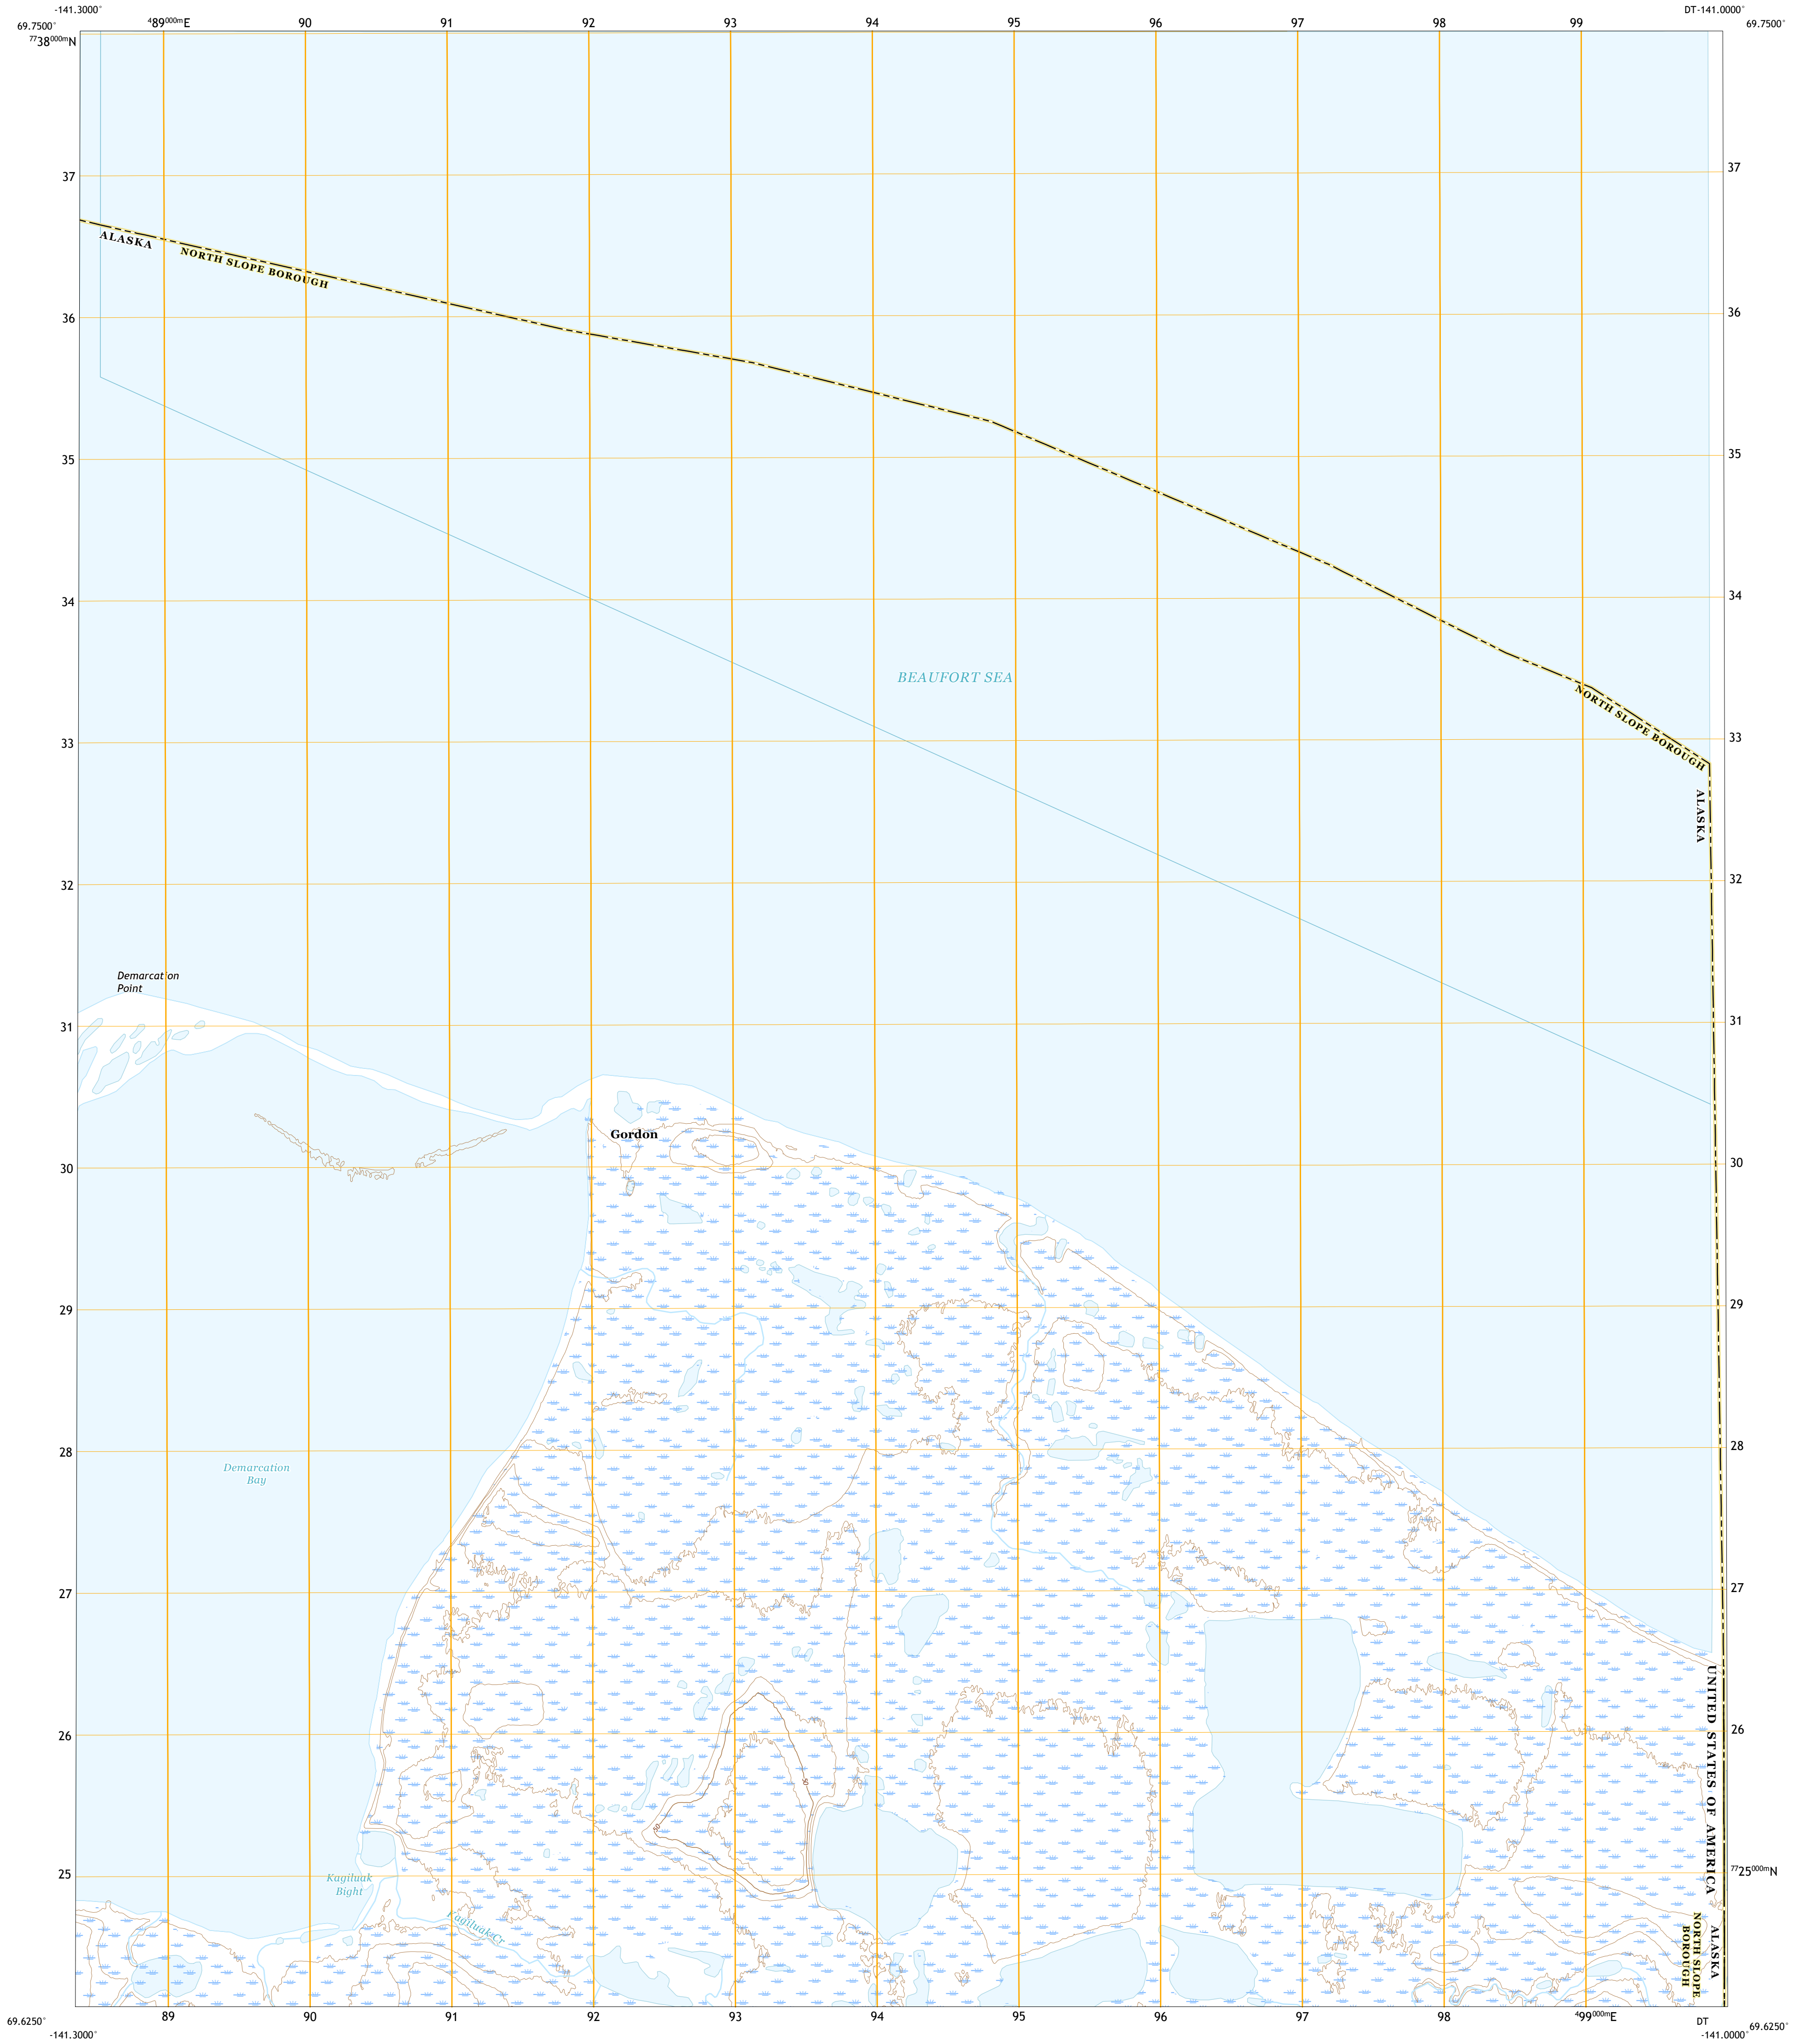 -141.3000°
DT-141.0000°
69.7500°
⁴89⁰⁰⁰ᵐE
90
91
92
93
94
95
96
97
98
99
69.7500°
⁷⁷38⁰⁰⁰ᵐN
37
37
ALASKA
NORTH SLOPE BOROUGH
36
36
35
35
34
34
BEAUFORT SEA
NORTH SLOPE BOROUGH
33
33
ALASKA
32
32
Demarcation
Point
31
31
Gordon
30
30
29
29
28
28
Demarcation
Bay
27
27
UNITED STATES OF AMERICA
26
26
50
50
25
⁷⁷25⁰⁰⁰ᵐN
Kagiluak
Bight
Kagiluak Cr
NORTH SLOPE
BOROUGH
ALASKA
69.6250°
89
90
91
92
93
94
95
96
97
98
⁴99⁰⁰⁰ᵐE
DT
69.6250°
-141.3000°
-141.0000°